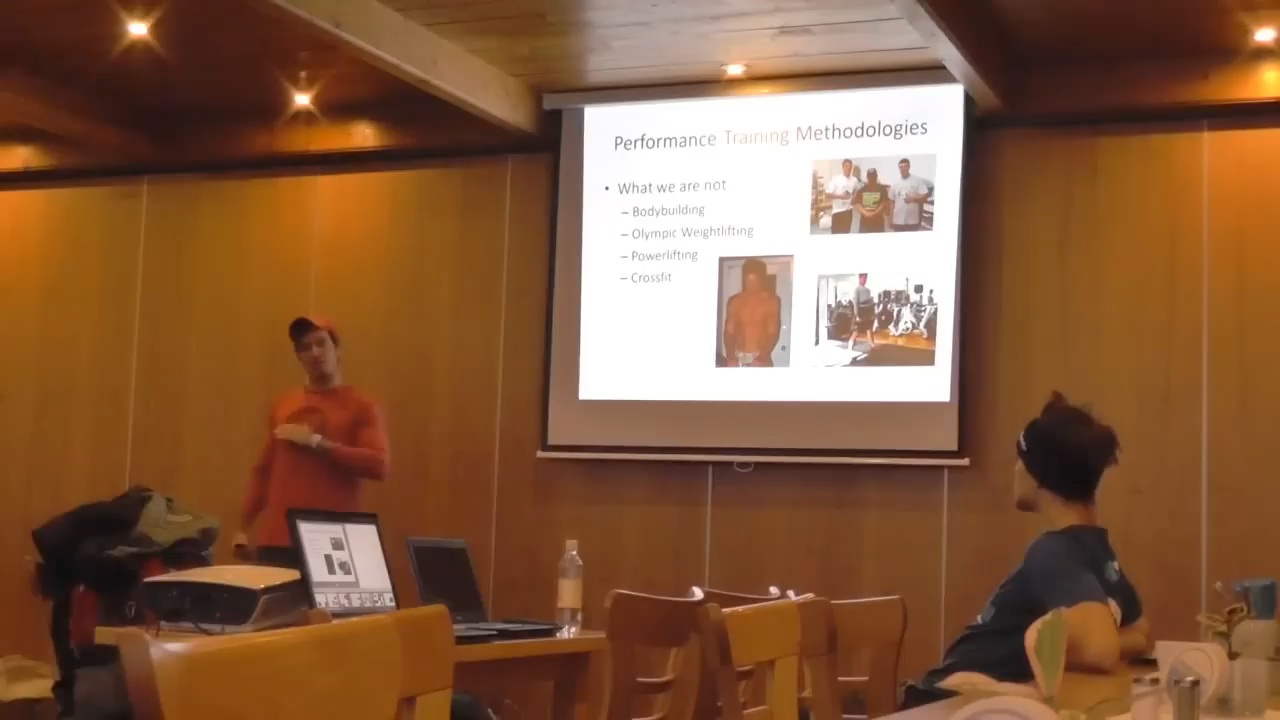 Performance Training Methodologies
• What we are not
– Bodybuilding
– Olympic Weightlifting
– Powerlifting
– Crossfit